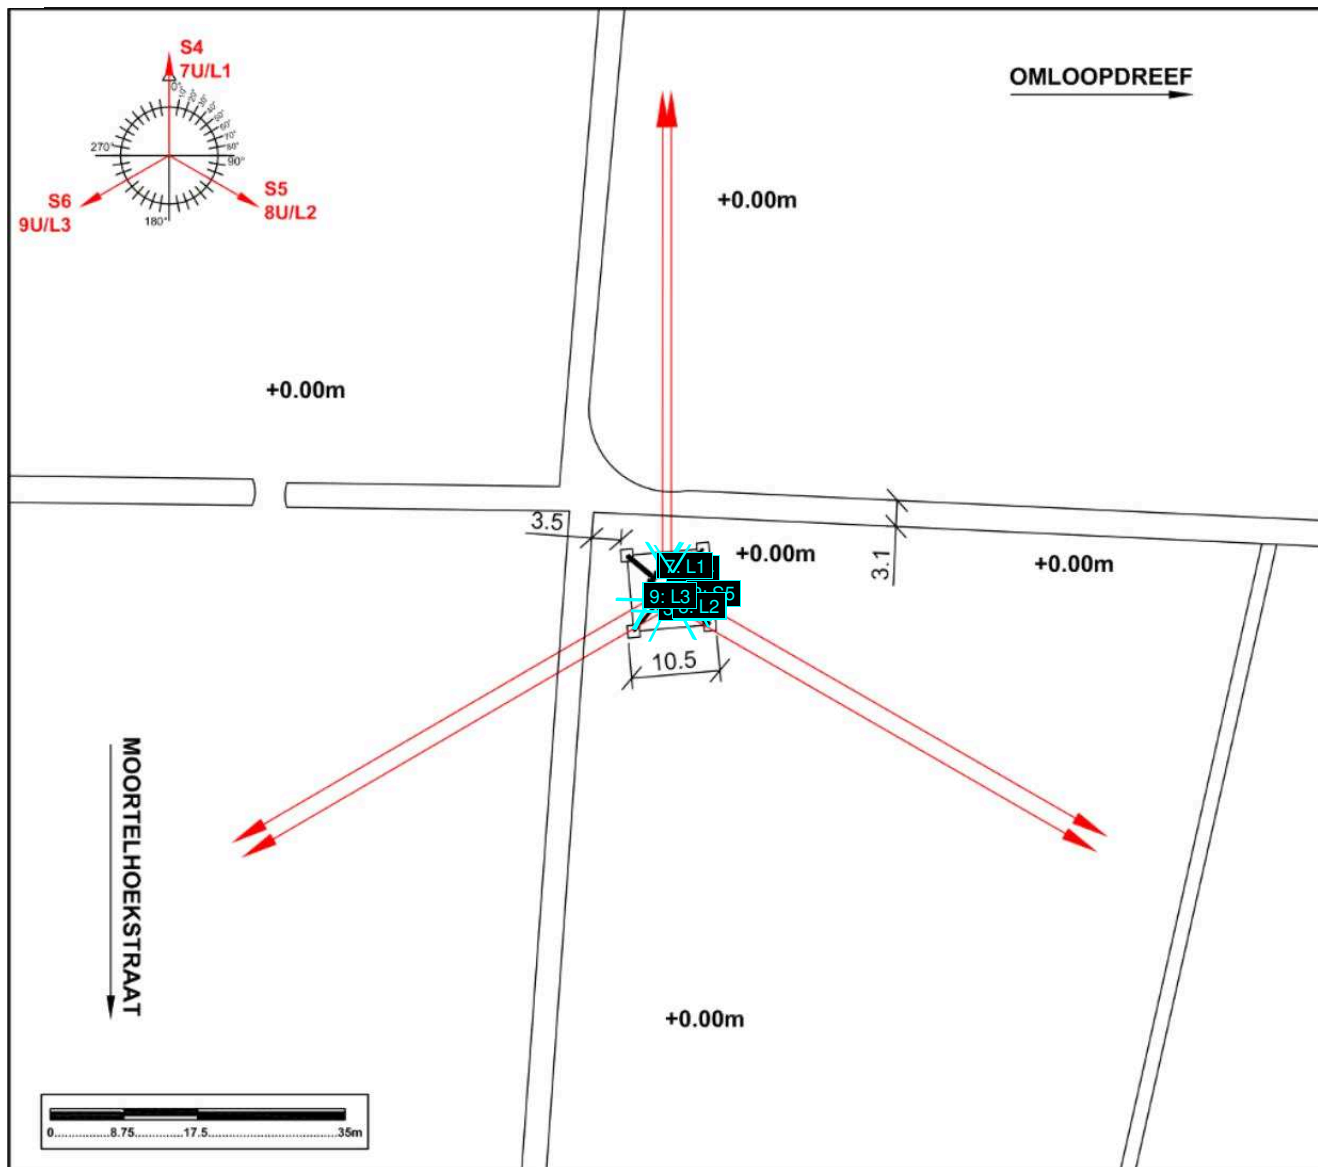 S4
7U/L1
OMLOOPDREEF
270°
90°
S6
9U/L3
S5
8U/L2
180°
+0.00m
+0.00m
3.5
+0.00m
+0.00m
3.1
7: L1
9: L3
10.5
MOORTELHOEKSTRAAT
+0.00m
0 8.75 17.5 35m